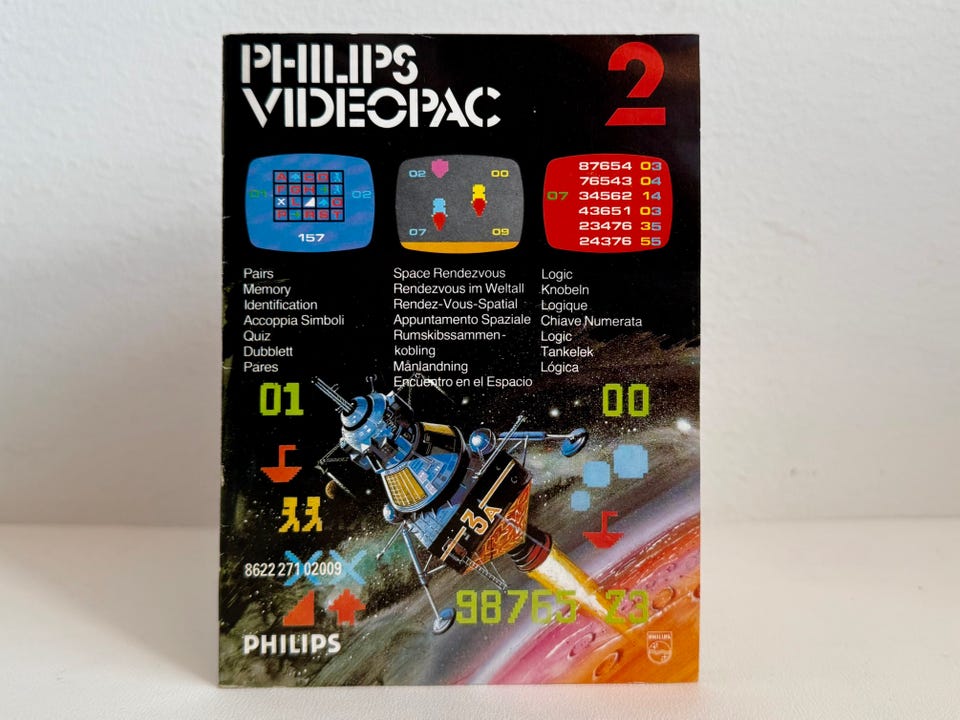 PHILIPS
VIDEOPAC
2
157
02
02
00
07
09
87654 03
76543 04
07 34562 14
43651 03
23476 35
24376 55
Pairs
Memory
Identification
Accoppia Simboli
Quiz
Dubblett
Pares
Space Rendezvous
Rendezvous im Weltall
Rendez-Vous-Spatial
Appuntamento Spaziale
Rumskibssammen-
kobling
Månlandning
Encuentro en el Espacio
Logic
Knobeln
Logique
Chiave Numerata
Logic
Tankelek
Lógica
01
00
3A
XX
8622 271 02009
98765 23
PHILIPS
PHILIPS